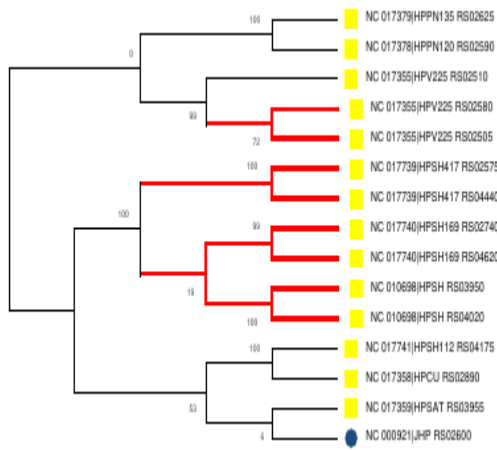 NC 017379|HPPN135 RS02625
100
NC 017378|HPPN120 RS02590
0
NC 017355|HPV225 RS02510
99
NC 017355|HPV225 RS02580
72
NC 017355|HPV225 RS02505
100
NC 017739|HPSH417 RS02575
NC 017739|HPSH417 RS04440
100
99
NC 017740|HPSH169 RS02740
NC 017740|HPSH169 RS04620
19
NC 010698|HPSH RS03950
100
NC 010698|HPSH RS04020
100
NC 017741|HPSH112 RS04175
NC 017358|HPCU RS02890
53
NC 017359|HPSAT RS03955
6
NC 000921|JHP RS02600